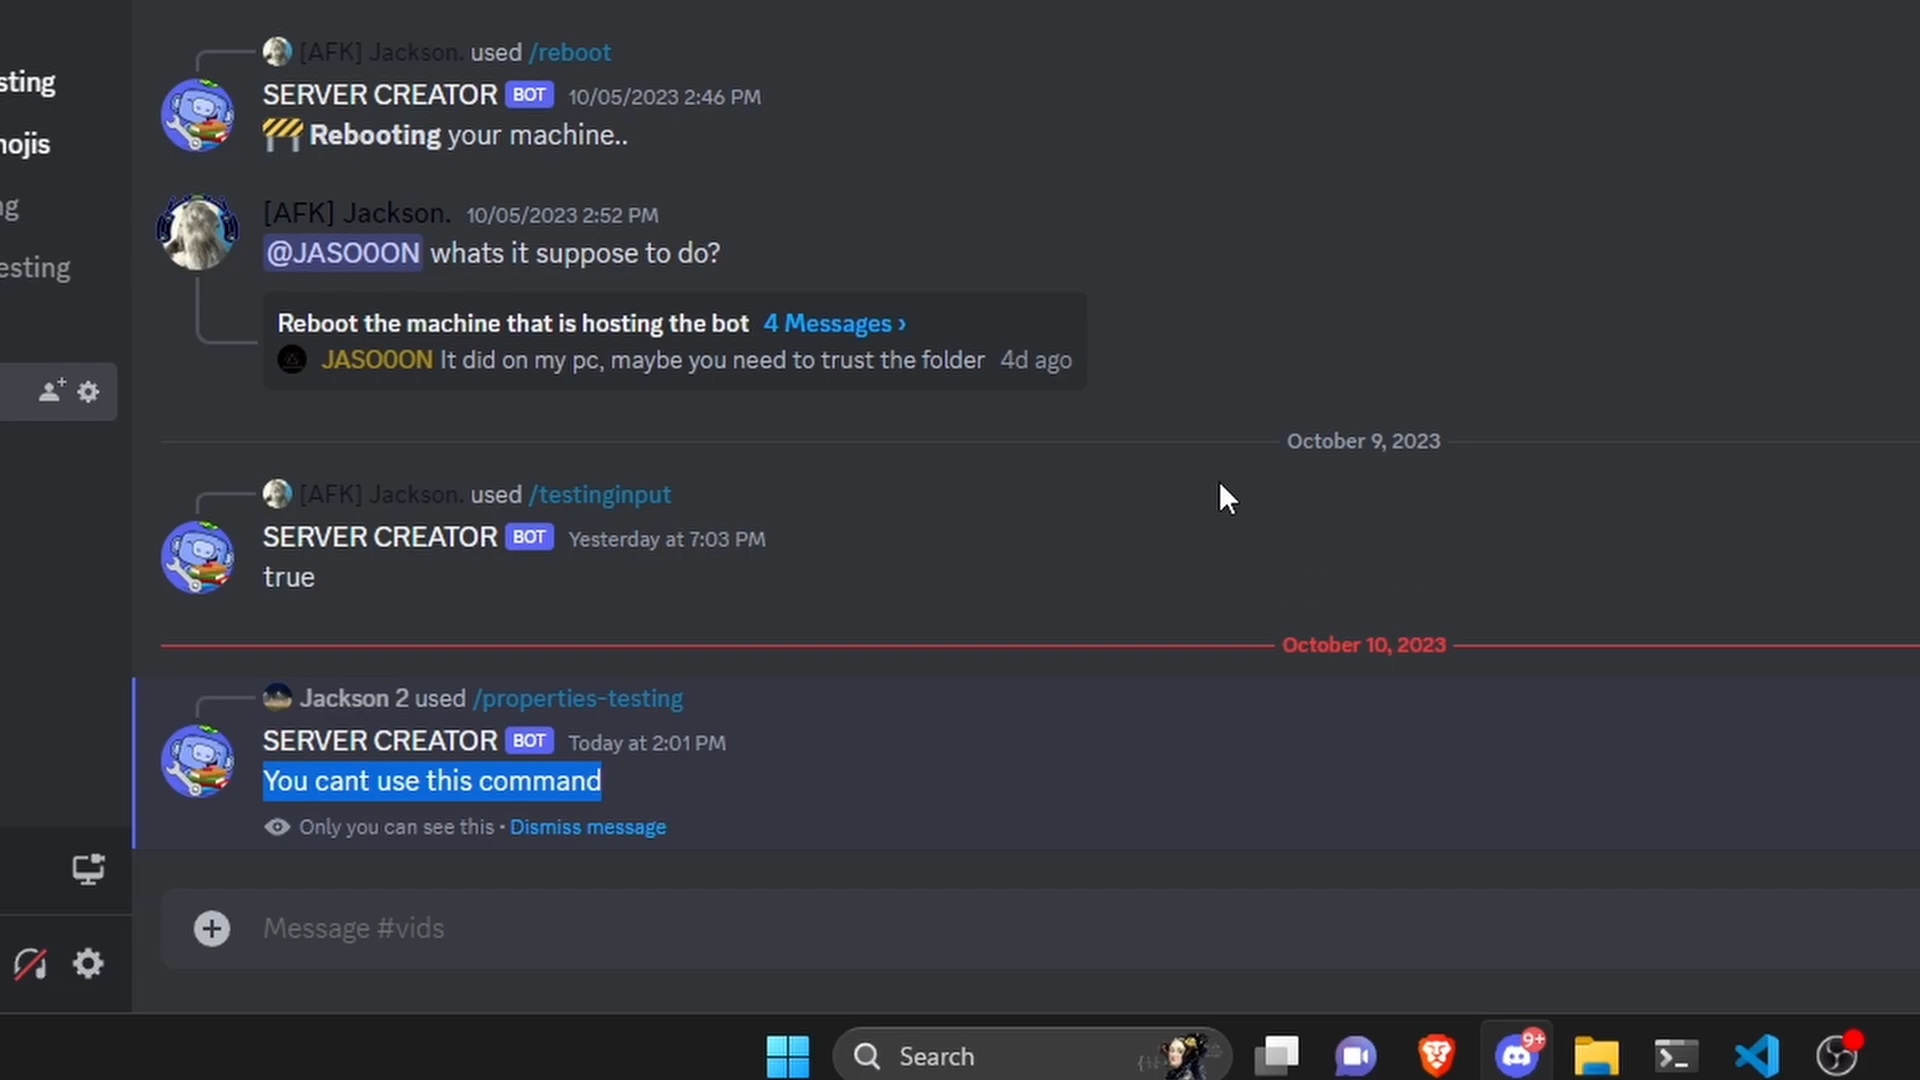 sting
nojis
ng
esting
[AFK] Jackson. used /reboot
SERVER CREATOR BOT 10/05/2023 2:46 PM
Rebooting your machine..
[AFK] Jackson. 10/05/2023 2:52 PM
@JASO0ON whats it suppose to do?
Reboot the machine that is hosting the bot 4 Messages ›
JASO0ON It did on my pc, maybe you need to trust the folder 4d ago
October 9, 2023
[AFK] Jackson. used /testinginput
SERVER CREATOR BOT Yesterday at 7:03 PM
true
October 10, 2023
Jackson 2 used /properties-testing
SERVER CREATOR BOT Today at 2:01 PM
You cant use this command
Only you can see this • Dismiss message
Message #vids
Search
9+